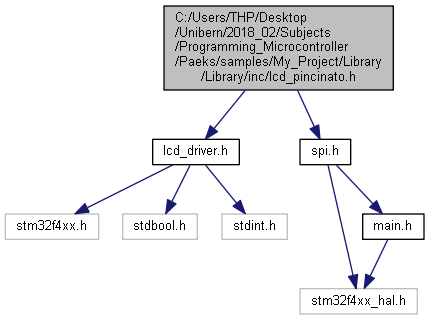 C:/Users/THP/Desktop
/Unibern/2018_02/Subjects
/Programming_Microcontroller
/Paeks/samples/My_Project/Library
/Library/inc/lcd_pincinato.h
lcd_driver.h
spi.h
stm32f4xx.h
stdbool.h
stdint.h
main.h
stm32f4xx_hal.h